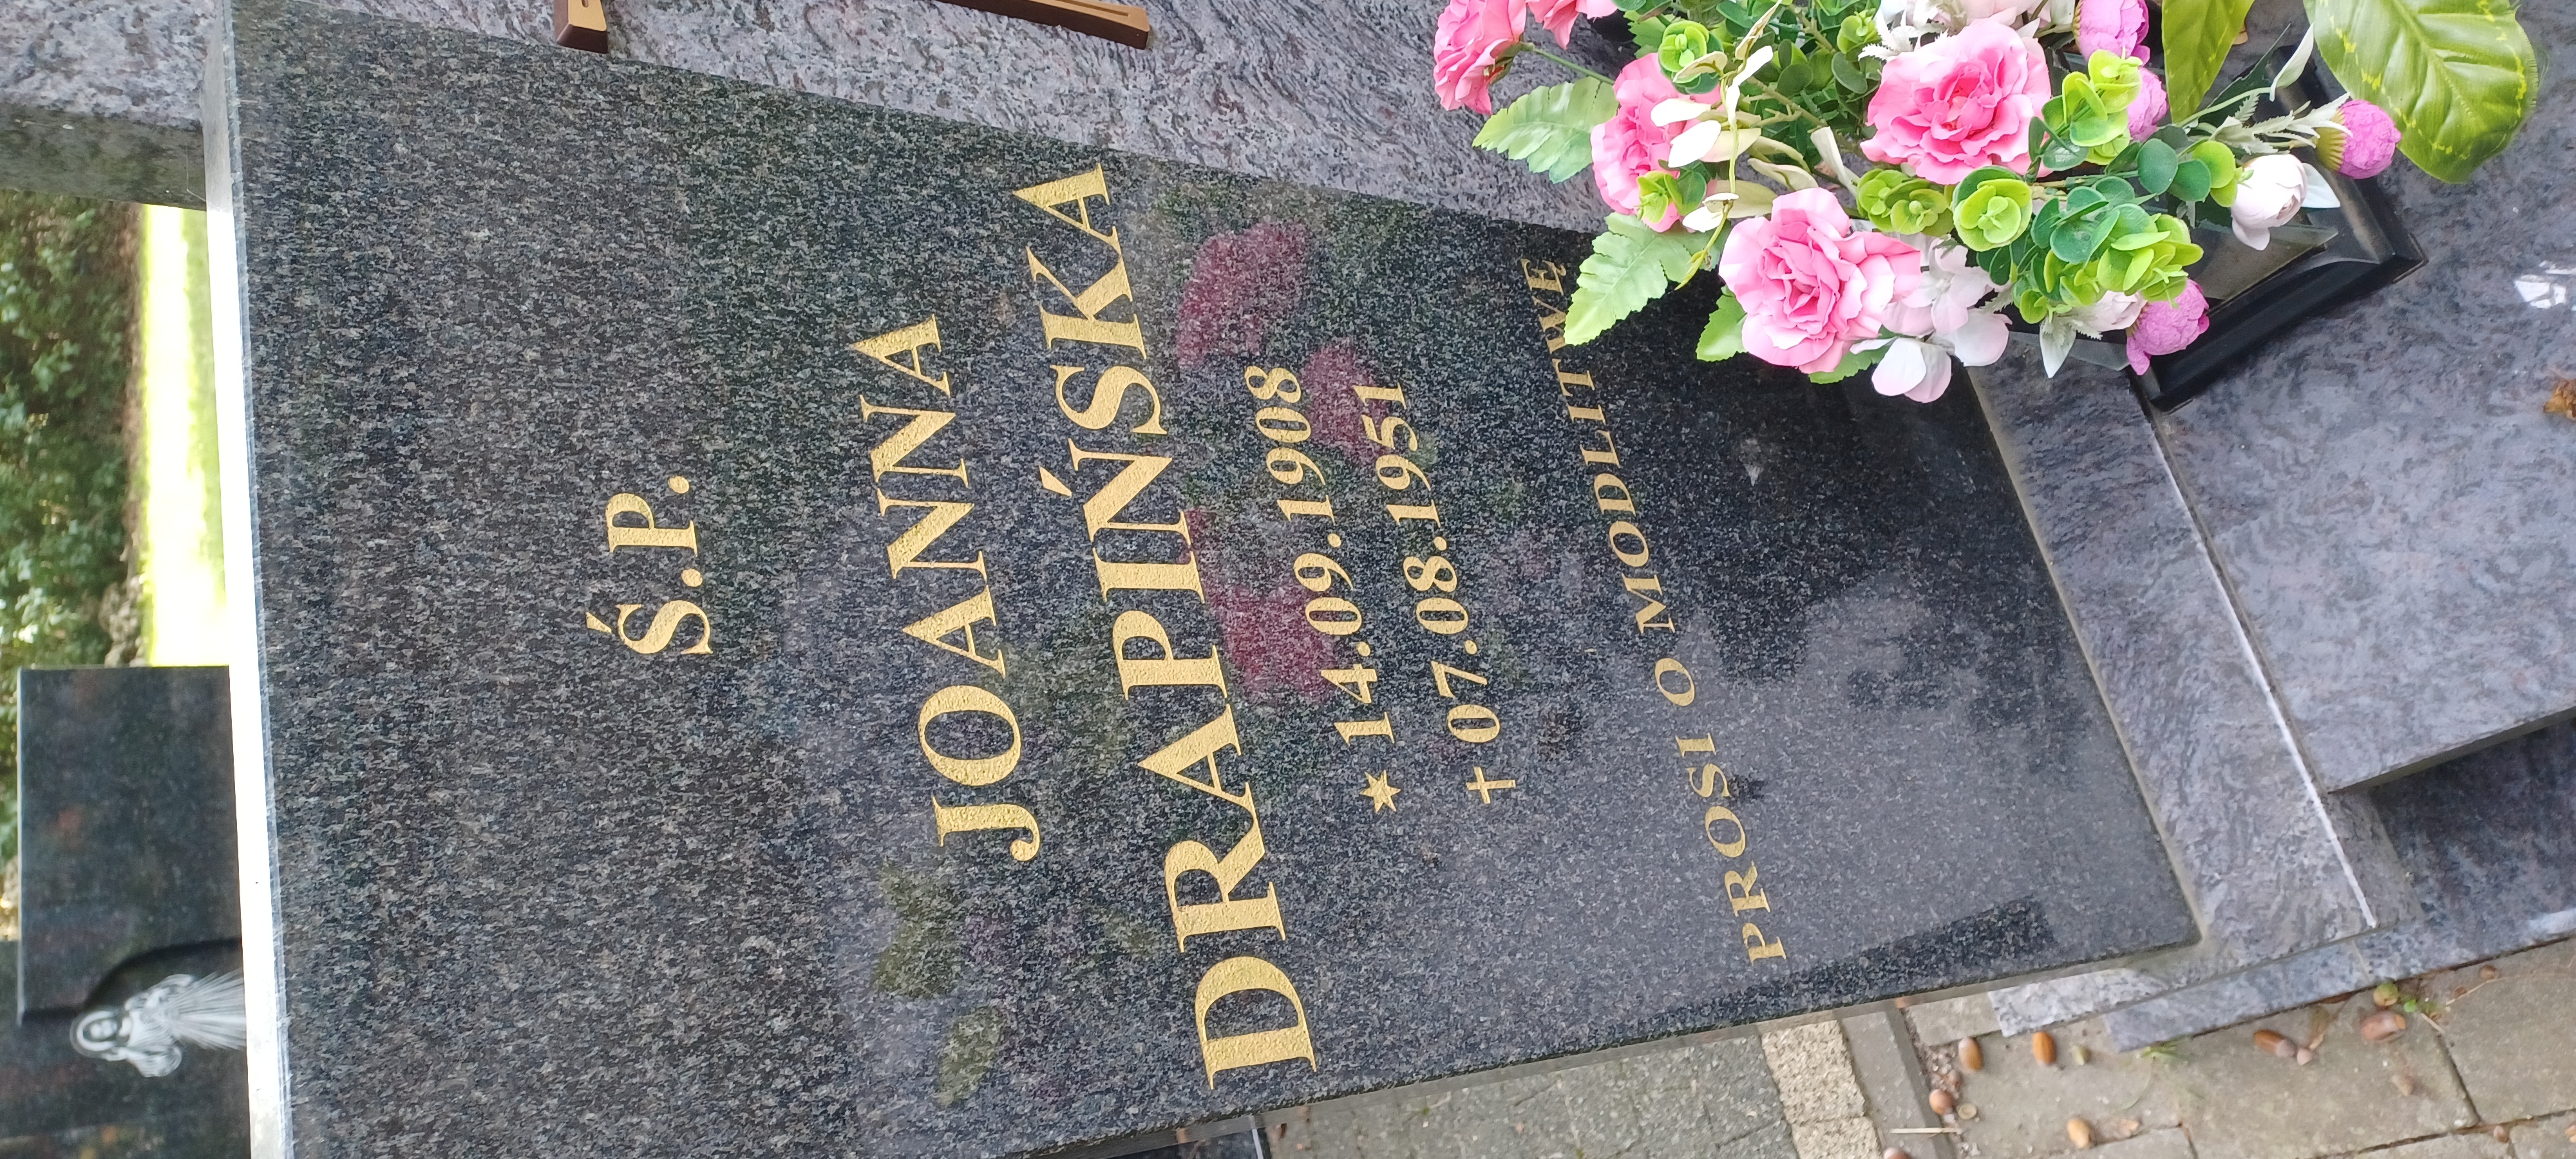 Ś.P.
JOANNA
DRAPIŃSKA
* 14.09.1908
† 07.08.1951
PROSI O MODLITWĘ